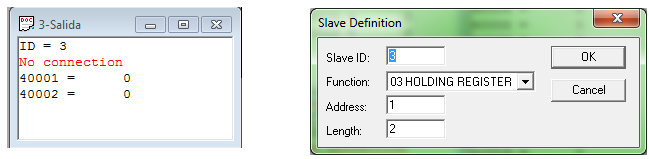 3-Salida
ID = 3
No connection
40001 = 0
40002 = 0
Slave Definition
Slave ID: 3
OK
Function: 03 HOLDING REGISTER
Cancel
Address: 1
Length: 2